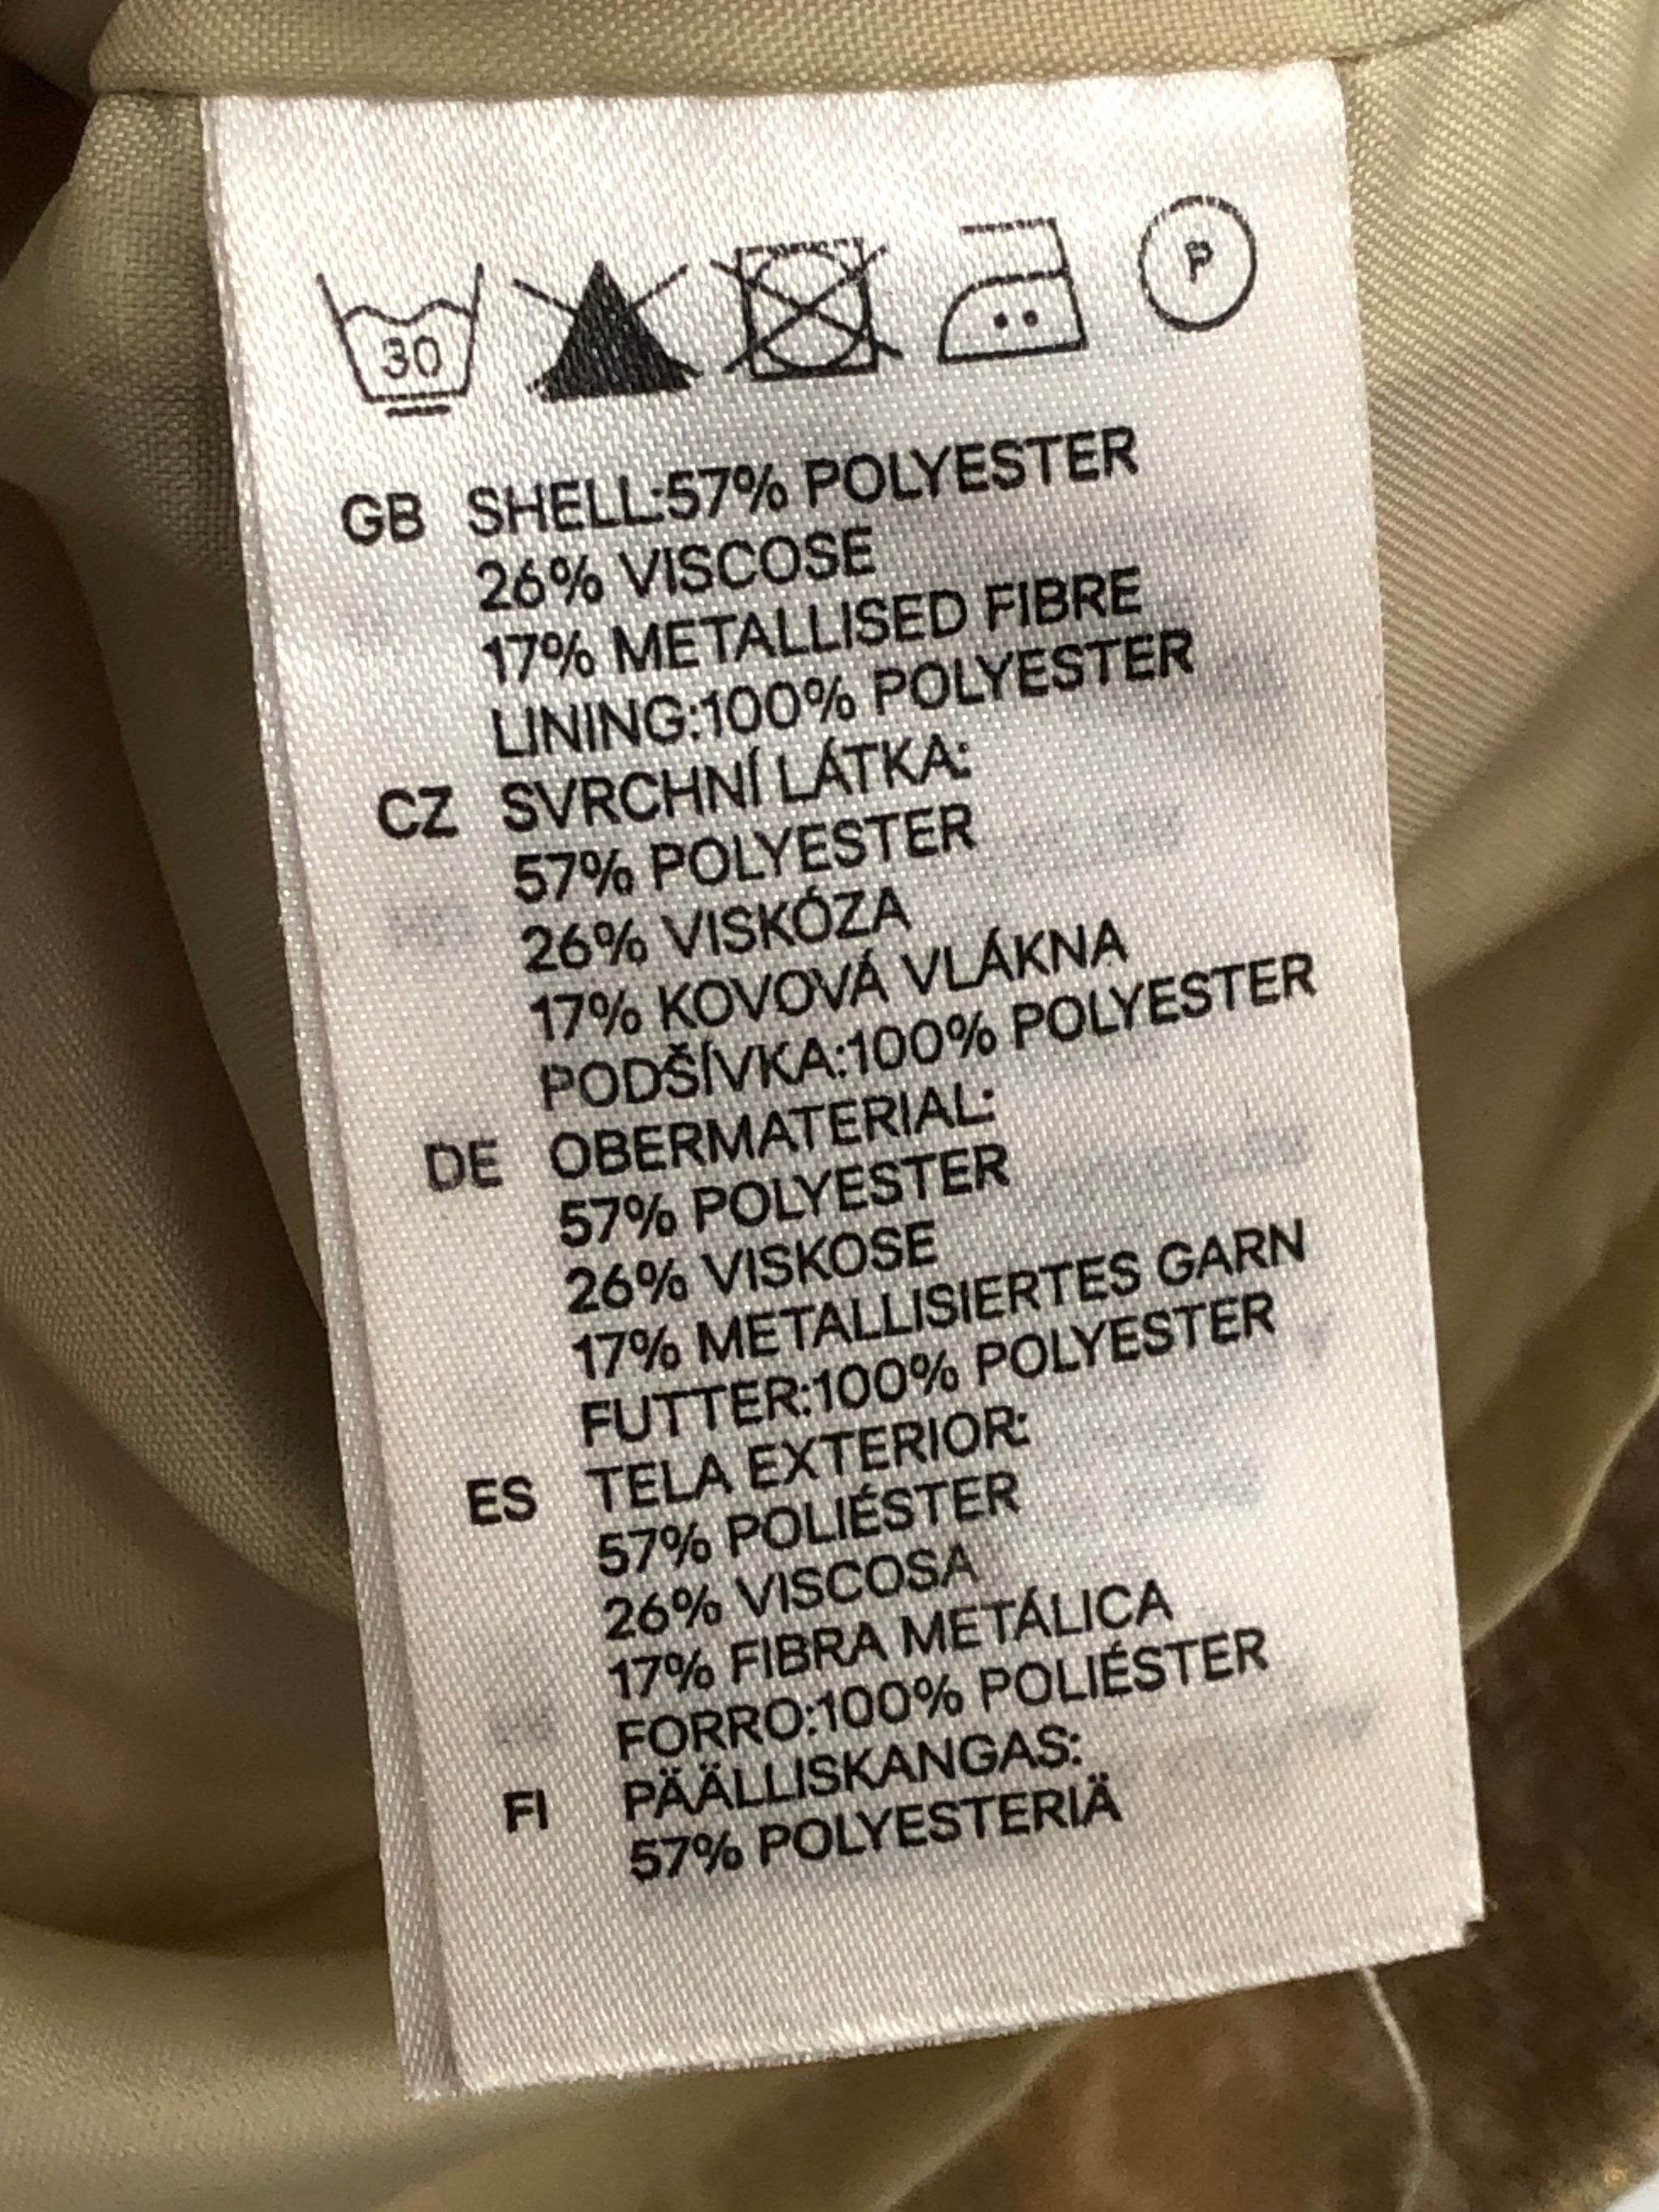 30 P
GB SHELL:57% POLYESTER
26% VISCOSE
17% METALLISED FIBRE
LINING:100% POLYESTER
CZ SVRCHNÍ LÁTKA:
57% POLYESTER
26% VISKÓZA
17% KOVOVÁ VLÁKNA
PODŠÍVKA:100% POLYESTER
DE OBERMATERIAL:
57% POLYESTER
26% VISKOSE
17% METALLISIERTES GARN
FUTTER:100% POLYESTER
ES TELA EXTERIOR:
57% POLIÉSTER
26% VISCOSA
17% FIBRA METÁLICA
FORRO:100% POLIÉSTER
FI PÄÄLLISKANGAS:
57% POLYESTERIÄ